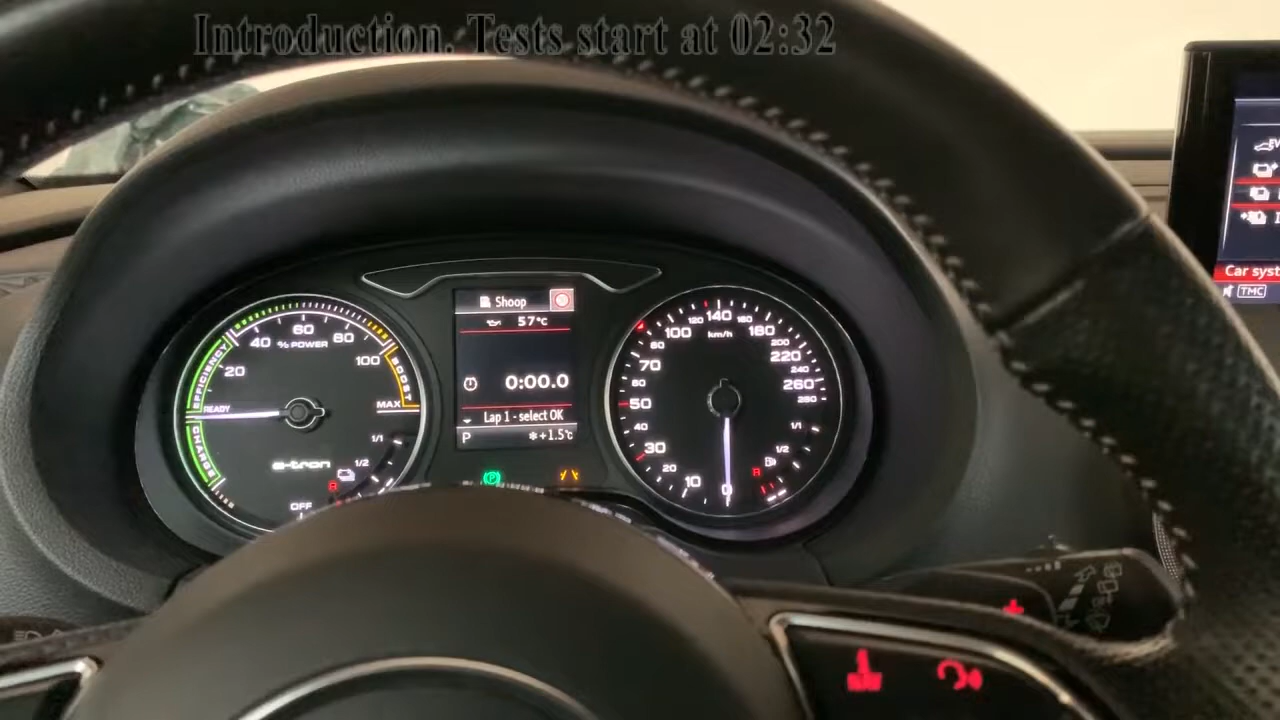 Introduction. Tests start at 02:32
Shoop
57°C
0:00.0
Lap 1 - select OK
P
+1.5°C
20
40
60
80
100
% POWER
EFFICIENCY
READY
CHARGE
BOOST
MAX
e-tron
1/1
1/2
OFF
0
10
20
30
40
50
60
70
80
100
120
140
160
180
200
220
240
260
280
km/h
1/1
1/2
R
Car syst
TMC